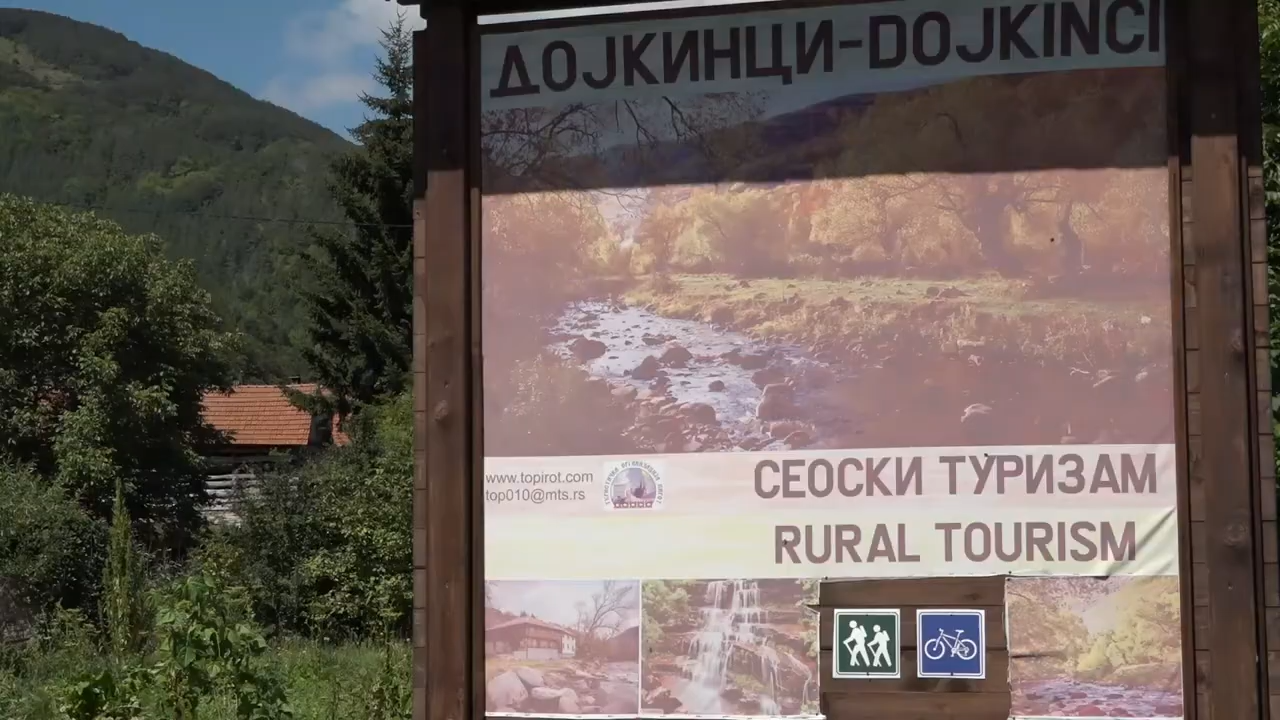 ДОЈКИНЦИ-DOJKINCI
www.topirot.com
top010@mts.rs
СЕОСКИ ТУРИЗАМ
RURAL TOURISM